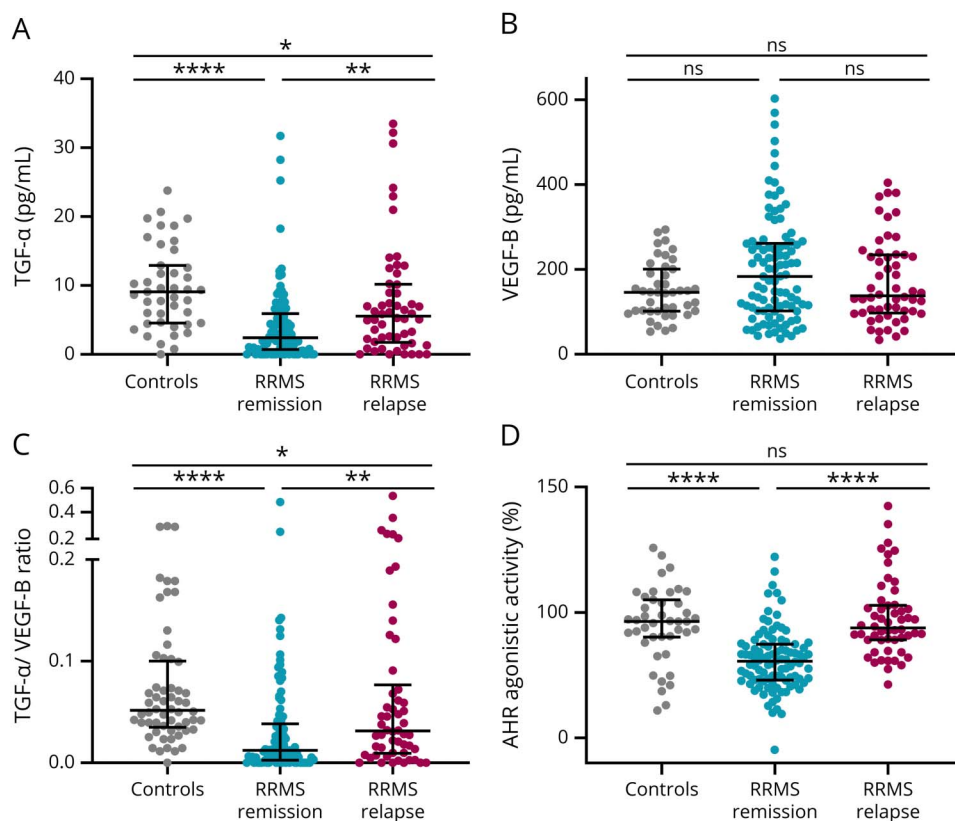 A
*
**** **
TGF-α (pg/mL)
40
30
20
10
0
Controls RRMS RRMS
remission relapse
B
ns
ns ns
VEGF-B (pg/mL)
600
400
200
0
Controls RRMS RRMS
remission relapse
C
*
**** **
TGF-α/ VEGF-B ratio
0.6
0.4
0.2
0.2
0.1
0.0
Controls RRMS RRMS
remission relapse
D
ns
**** ****
AHR agonistic activity (%)
150
100
0
Controls RRMS RRMS
remission relapse